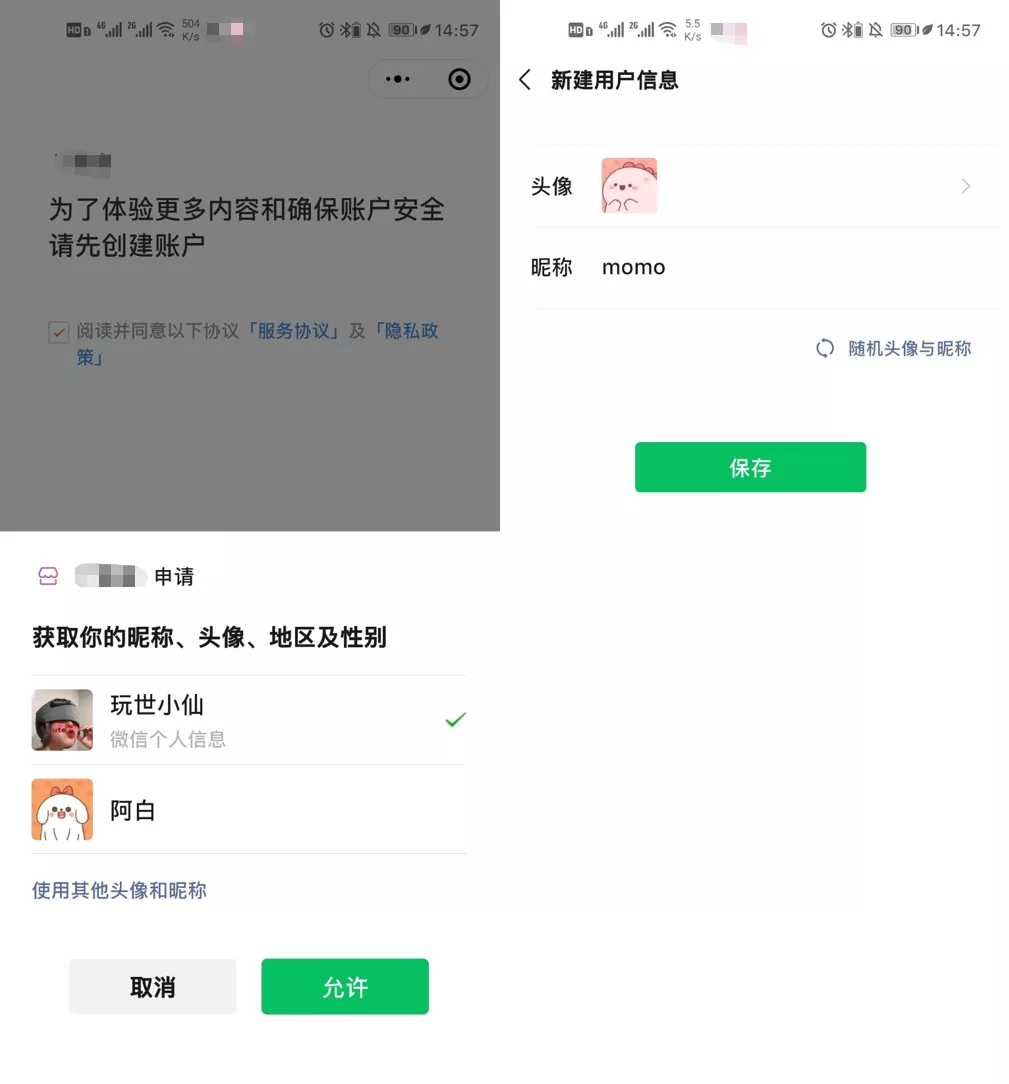 HD 4G 2G 504 K/s 90 14:57
为了体验更多内容和确保账户安全
请先创建账户
阅读并同意以下协议「服务协议」及「隐私政
策」
申请
获取你的昵称、头像、地区及性别
玩世小仙
微信个人信息
阿白
使用其他头像和昵称
取消
允许
HD 4G 2G 5.5 K/s 90 14:57
新建用户信息
头像
昵称 momo
随机头像与昵称
保存